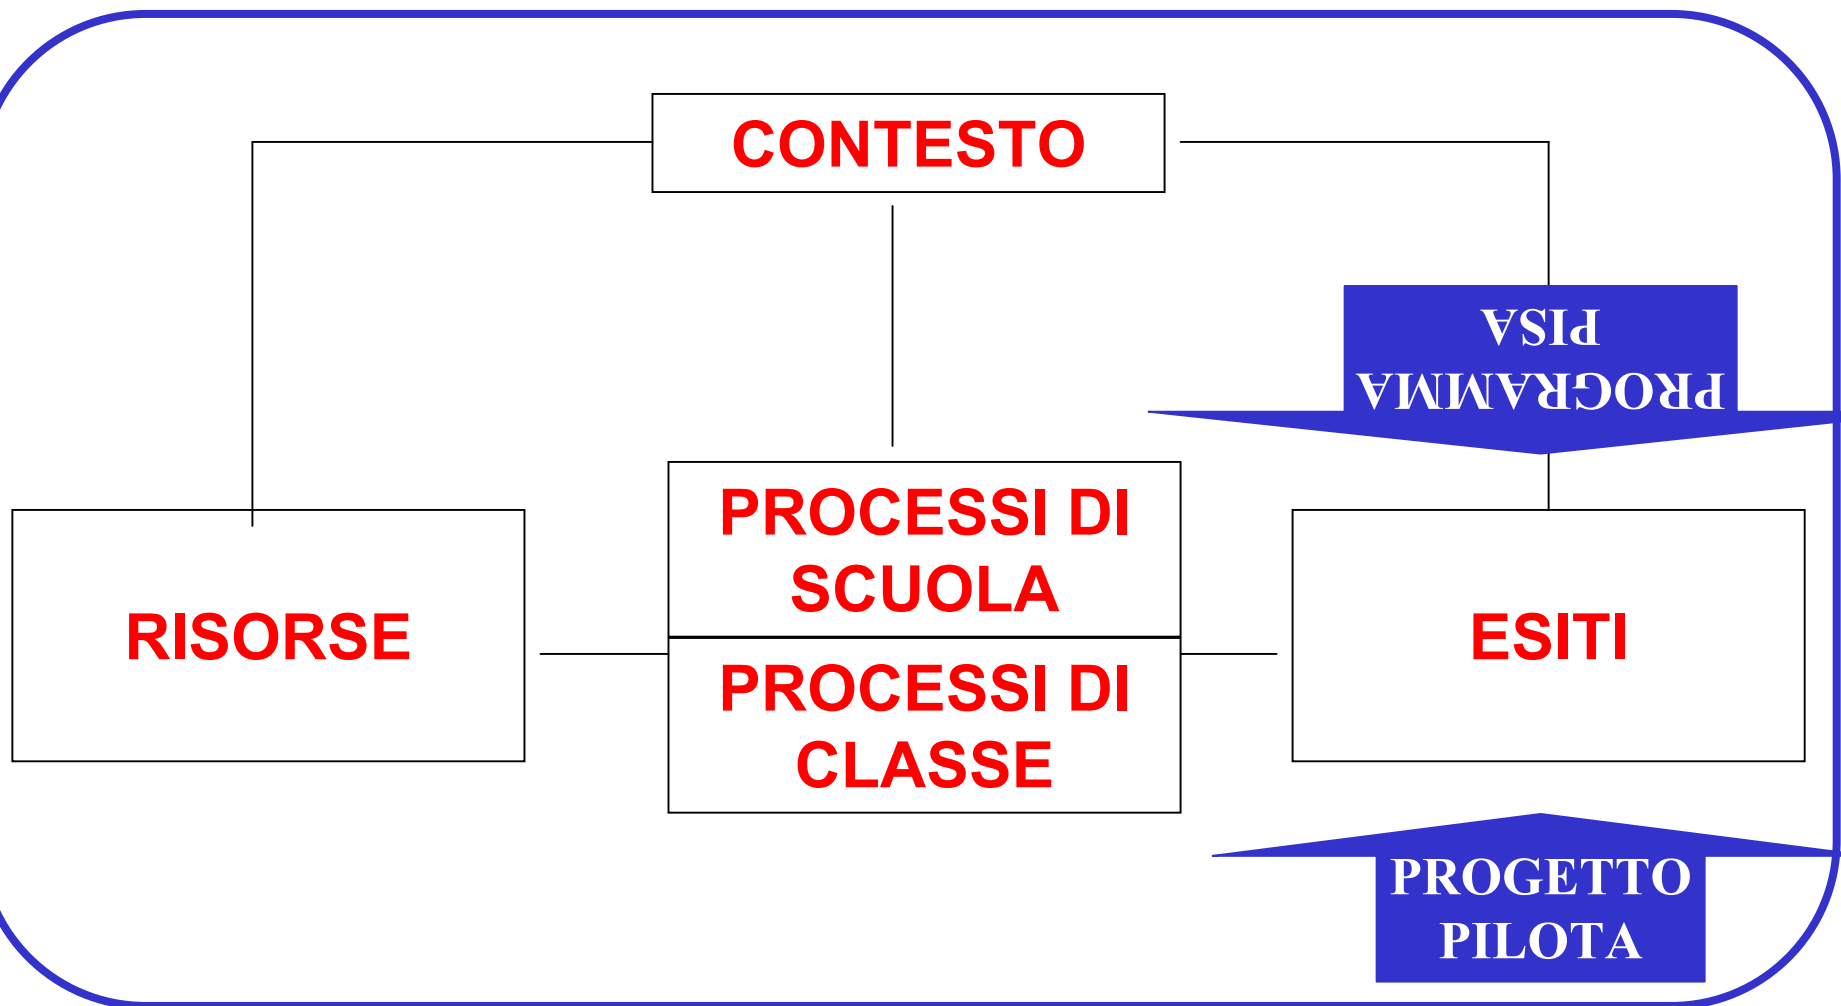 CONTESTO
PROGRAMMA
PISA
PROCESSI DI
SCUOLA
RISORSE
ESITI
PROCESSI DI
CLASSE
PROGETTO
PILOTA